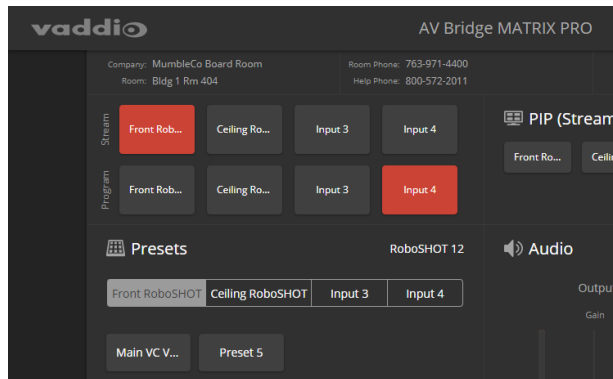 vaddio
AV Bridge MATRIX PRO
Company: MumbleCo Board Room
Room Phone: 763-971-4400
Room: Bldg 1 Rm 404
Help Phone: 800-572-2011
Stream
Front Rob...
Ceiling Ro...
Input 3
Input 4
Program
Front Rob...
Ceiling Ro...
Input 3
Input 4
PIP (Stream
Front Ro...
Ceili
Presets
RoboSHOT 12
Front RoboSHOT
Ceiling RoboSHOT
Input 3
Input 4
Main VC V...
Preset 5
Audio
Outpu
Gain